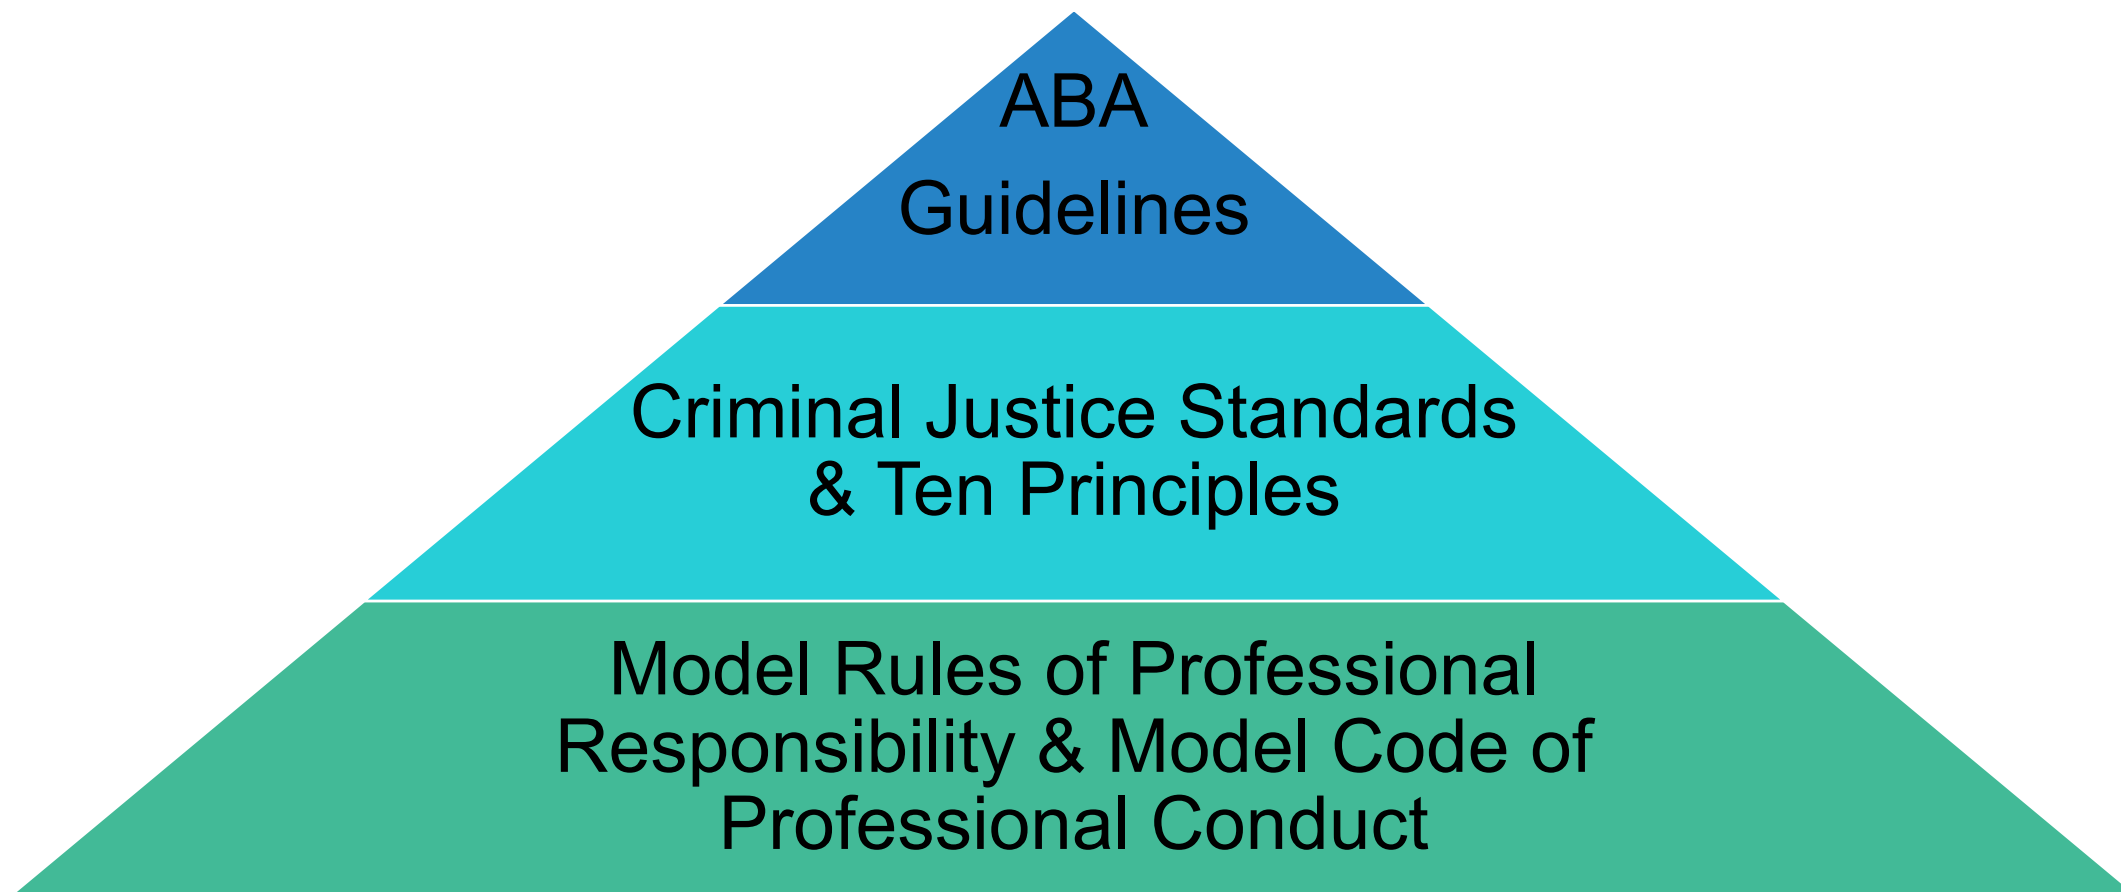 ABA
Guidelines
Criminal Justice Standards
& Ten Principles
Model Rules of Professional
Responsibility & Model Code of
Professional Conduct